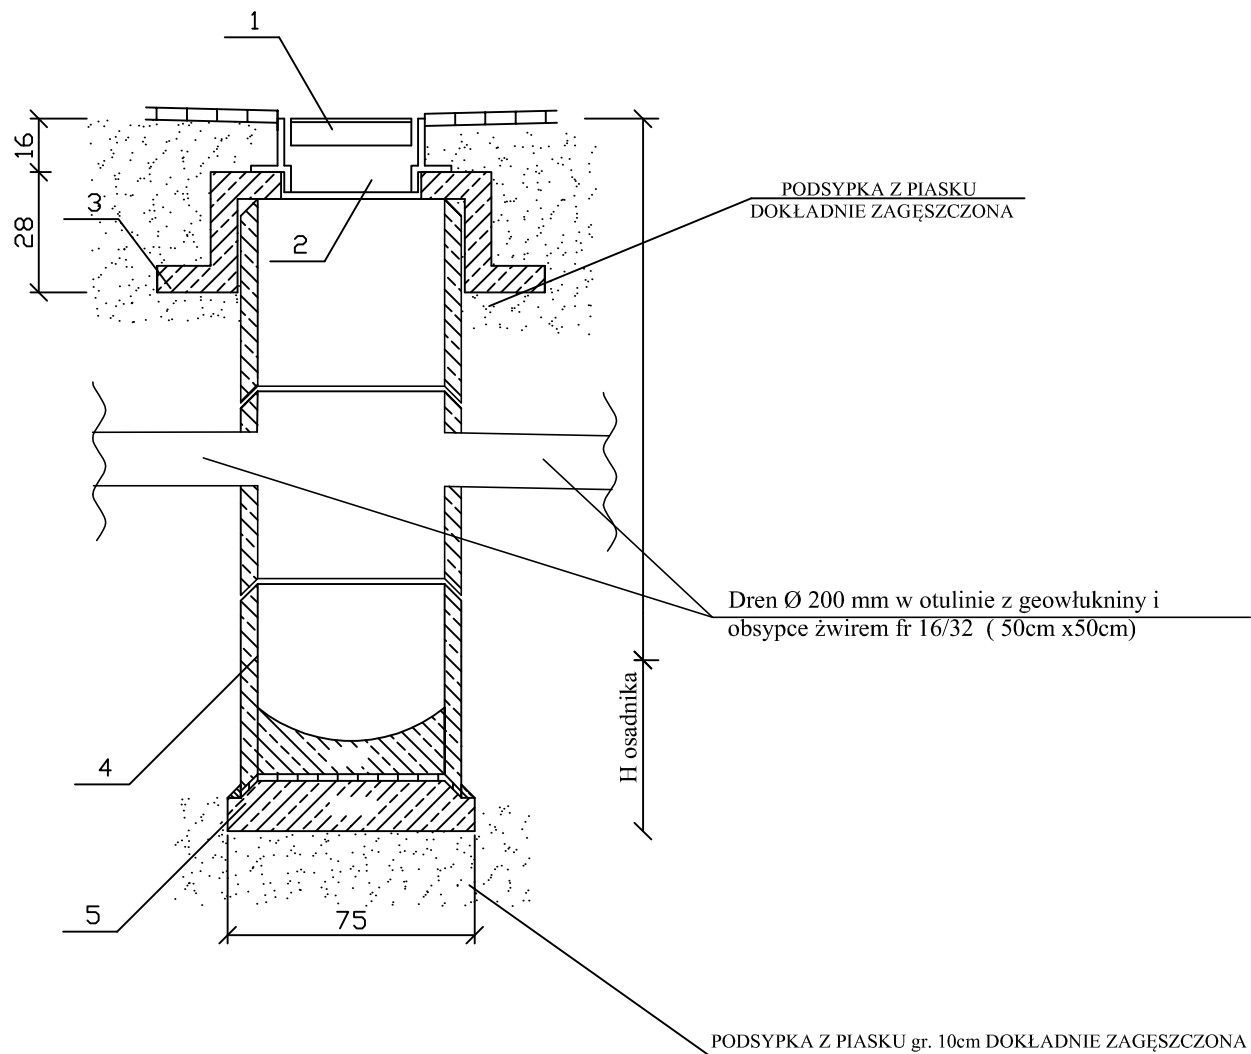 1
16
PODSYPKA Z PIASKU
DOKŁADNIE ZAGĘSZCZONA
3
28
2
Dren Ø 200 mm w otulinie z geowłukniny i
obsypce żwirem fr 16/32 ( 50cm x50cm)
H osadnika
4
5
75
PODSYPKA Z PIASKU gr. 10cm DOKŁADNIE ZAGĘSZCZONA